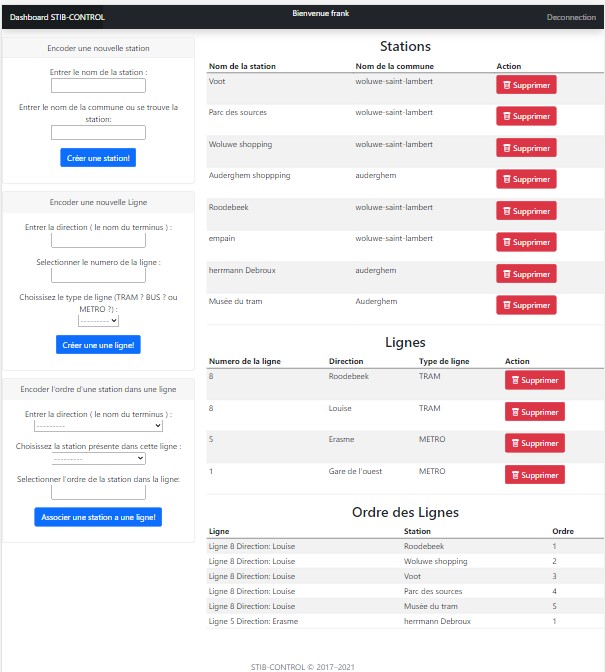 Dashboard STIB-CONTROL Bienvenue frank Deconnection
Encoder une nouvelle station
Entrer le nom de la station :
Entrer le nom de la commune ou se trouve la
station:
Créer une station!
Encoder une nouvelle Ligne
Entrer la direction ( le nom du terminus ) :
Selectionner le numero de la ligne :
Choissisez le type de ligne (TRAM ? BUS ? ou
METRO ?) :
---------
Créer une une ligne!
Encoder l'ordre d'une station dans une ligne
Entrer la direction ( le nom du terminus ) :
---------
Choisissez la station présente dans cette ligne :
---------
Selectionner l'ordre de la station dans la ligne:
Associer une station a une ligne!
Stations
Nom de la station Nom de la commune Action
Voot woluwe-saint-lambert Supprimer
Parc des sources woluwe-saint-lambert Supprimer
Woluwe shopping woluwe-saint-lambert Supprimer
Auderghem shoppping auderghem Supprimer
Roodebeek woluwe-saint-lambert Supprimer
empain woluwe-saint-lambert Supprimer
herrmann Debroux auderghem Supprimer
Musée du tram Auderghem Supprimer
Lignes
Numero de la ligne Direction Type de ligne Action
8 Roodebeek TRAM Supprimer
8 Louise TRAM Supprimer
5 Erasme METRO Supprimer
1 Gare de l'ouest METRO Supprimer
Ordre des Lignes
Ligne Station Ordre
Ligne 8 Direction: Louise Roodebeek 1
Ligne 8 Direction: Louise Woluwe shopping 2
Ligne 8 Direction: Louise Voot 3
Ligne 8 Direction: Louise Parc des sources 4
Ligne 8 Direction: Louise Musée du tram 5
Ligne 5 Direction: Erasme herrmann Debroux 1
STIB-CONTROL © 2017–2021